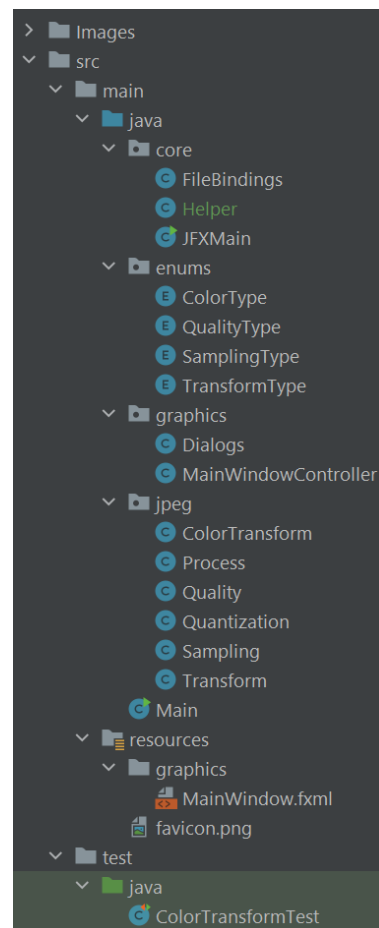 Images
src
main
java
core
FileBindings
Helper
JFXMain
enums
ColorType
QualityType
SamplingType
TransformType
graphics
Dialogs
MainWindowController
jpeg
ColorTransform
Process
Quality
Quantization
Sampling
Transform
Main
resources
graphics
MainWindow.fxml
favicon.png
test
java
ColorTransformTest